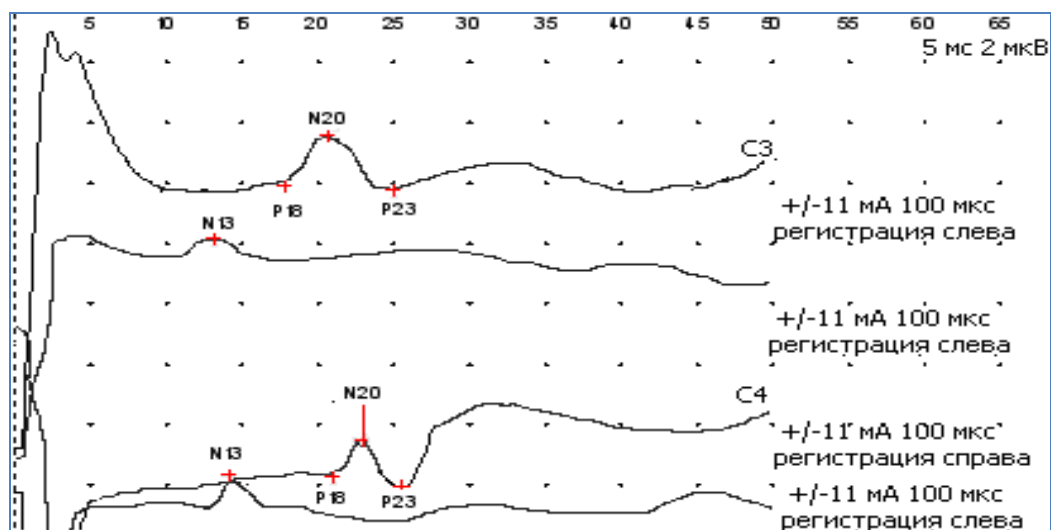 5 10 15 20 25 30 35 40 45 50 55 60 65
5 мс 2 мкВ
N20
C3
P18 P23
+/-11 мА 100 мкс
регистрация слева
N13
+/-11 мА 100 мкс
регистрация слева
N20
C4
N13
+/-11 мА 100 мкс
регистрация справа
P18 P23
+/-11 мА 100 мкс
регистрация слева